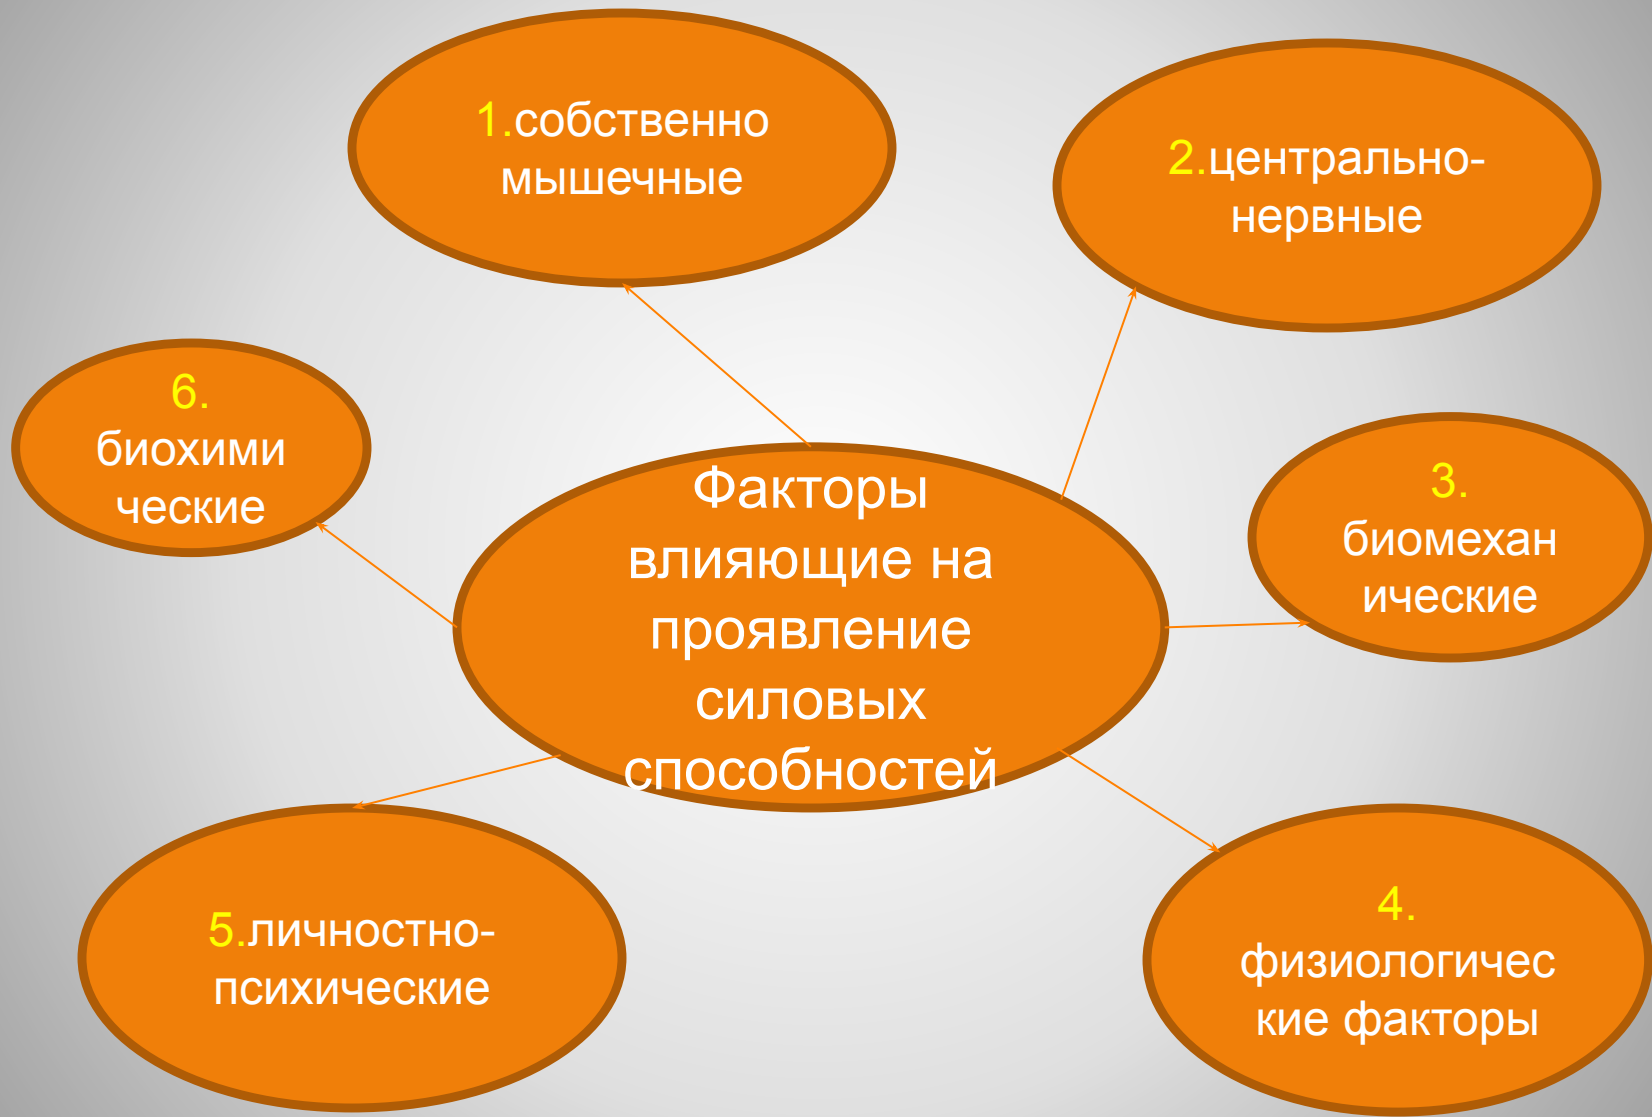 1.собственно
мышечные
2.центрально-
нервные
6.
биохими
ческие
3.
биомехан
ические
Факторы
влияющие на
проявление
силовых
способностей
5.личностно-
психические
4.
физиологичес
кие факторы